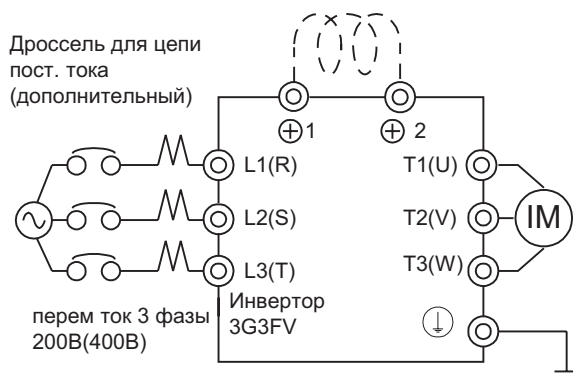 Дроссель для цепи
пост. тока
(дополнительный)
1
2
L1(R)
T1(U)
L2(S)
T2(V)
IM
L3(T)
T3(W)
Инвертор
3G3FV
перем ток 3 фазы
200В(400В)